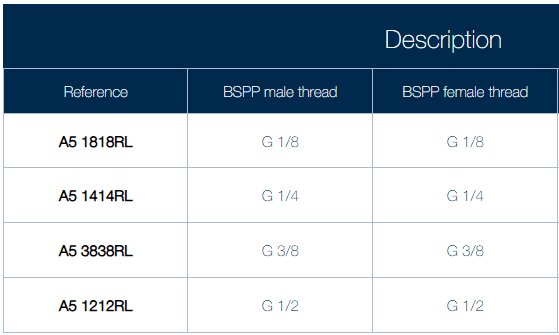 Description
Reference BSPP male thread BSPP female thread
A5 1818RL G 1/8 G 1/8
A5 1414RL G 1/4 G 1/4
A5 3838RL G 3/8 G 3/8
A5 1212RL G 1/2 G 1/2